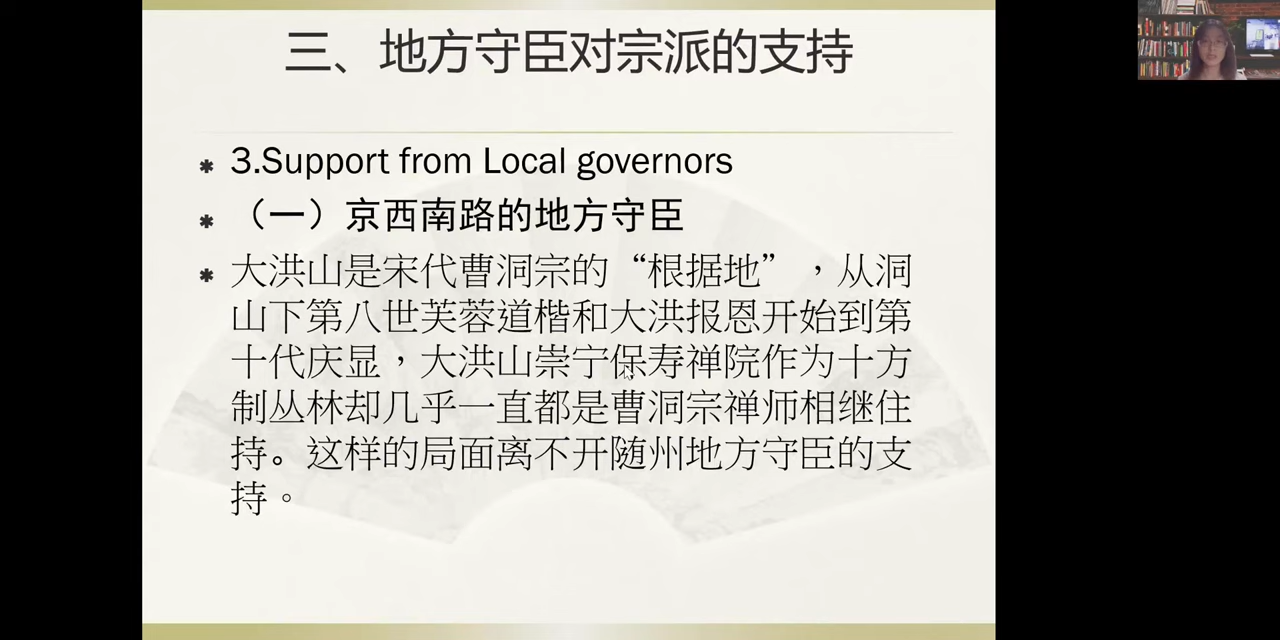 三、地方守臣对宗派的支持
3.Support from Local governors
（一）京西南路的地方守臣
大洪山是宋代曹洞宗的“根据地”，从洞
山下第八世芙蓉道楷和大洪报恩开始到第
十代庆显，大洪山崇宁保寿禅院作为十方
制丛林却几乎一直都是曹洞宗禅师相继住
持。这样的局面离不开随州地方守臣的支
持。